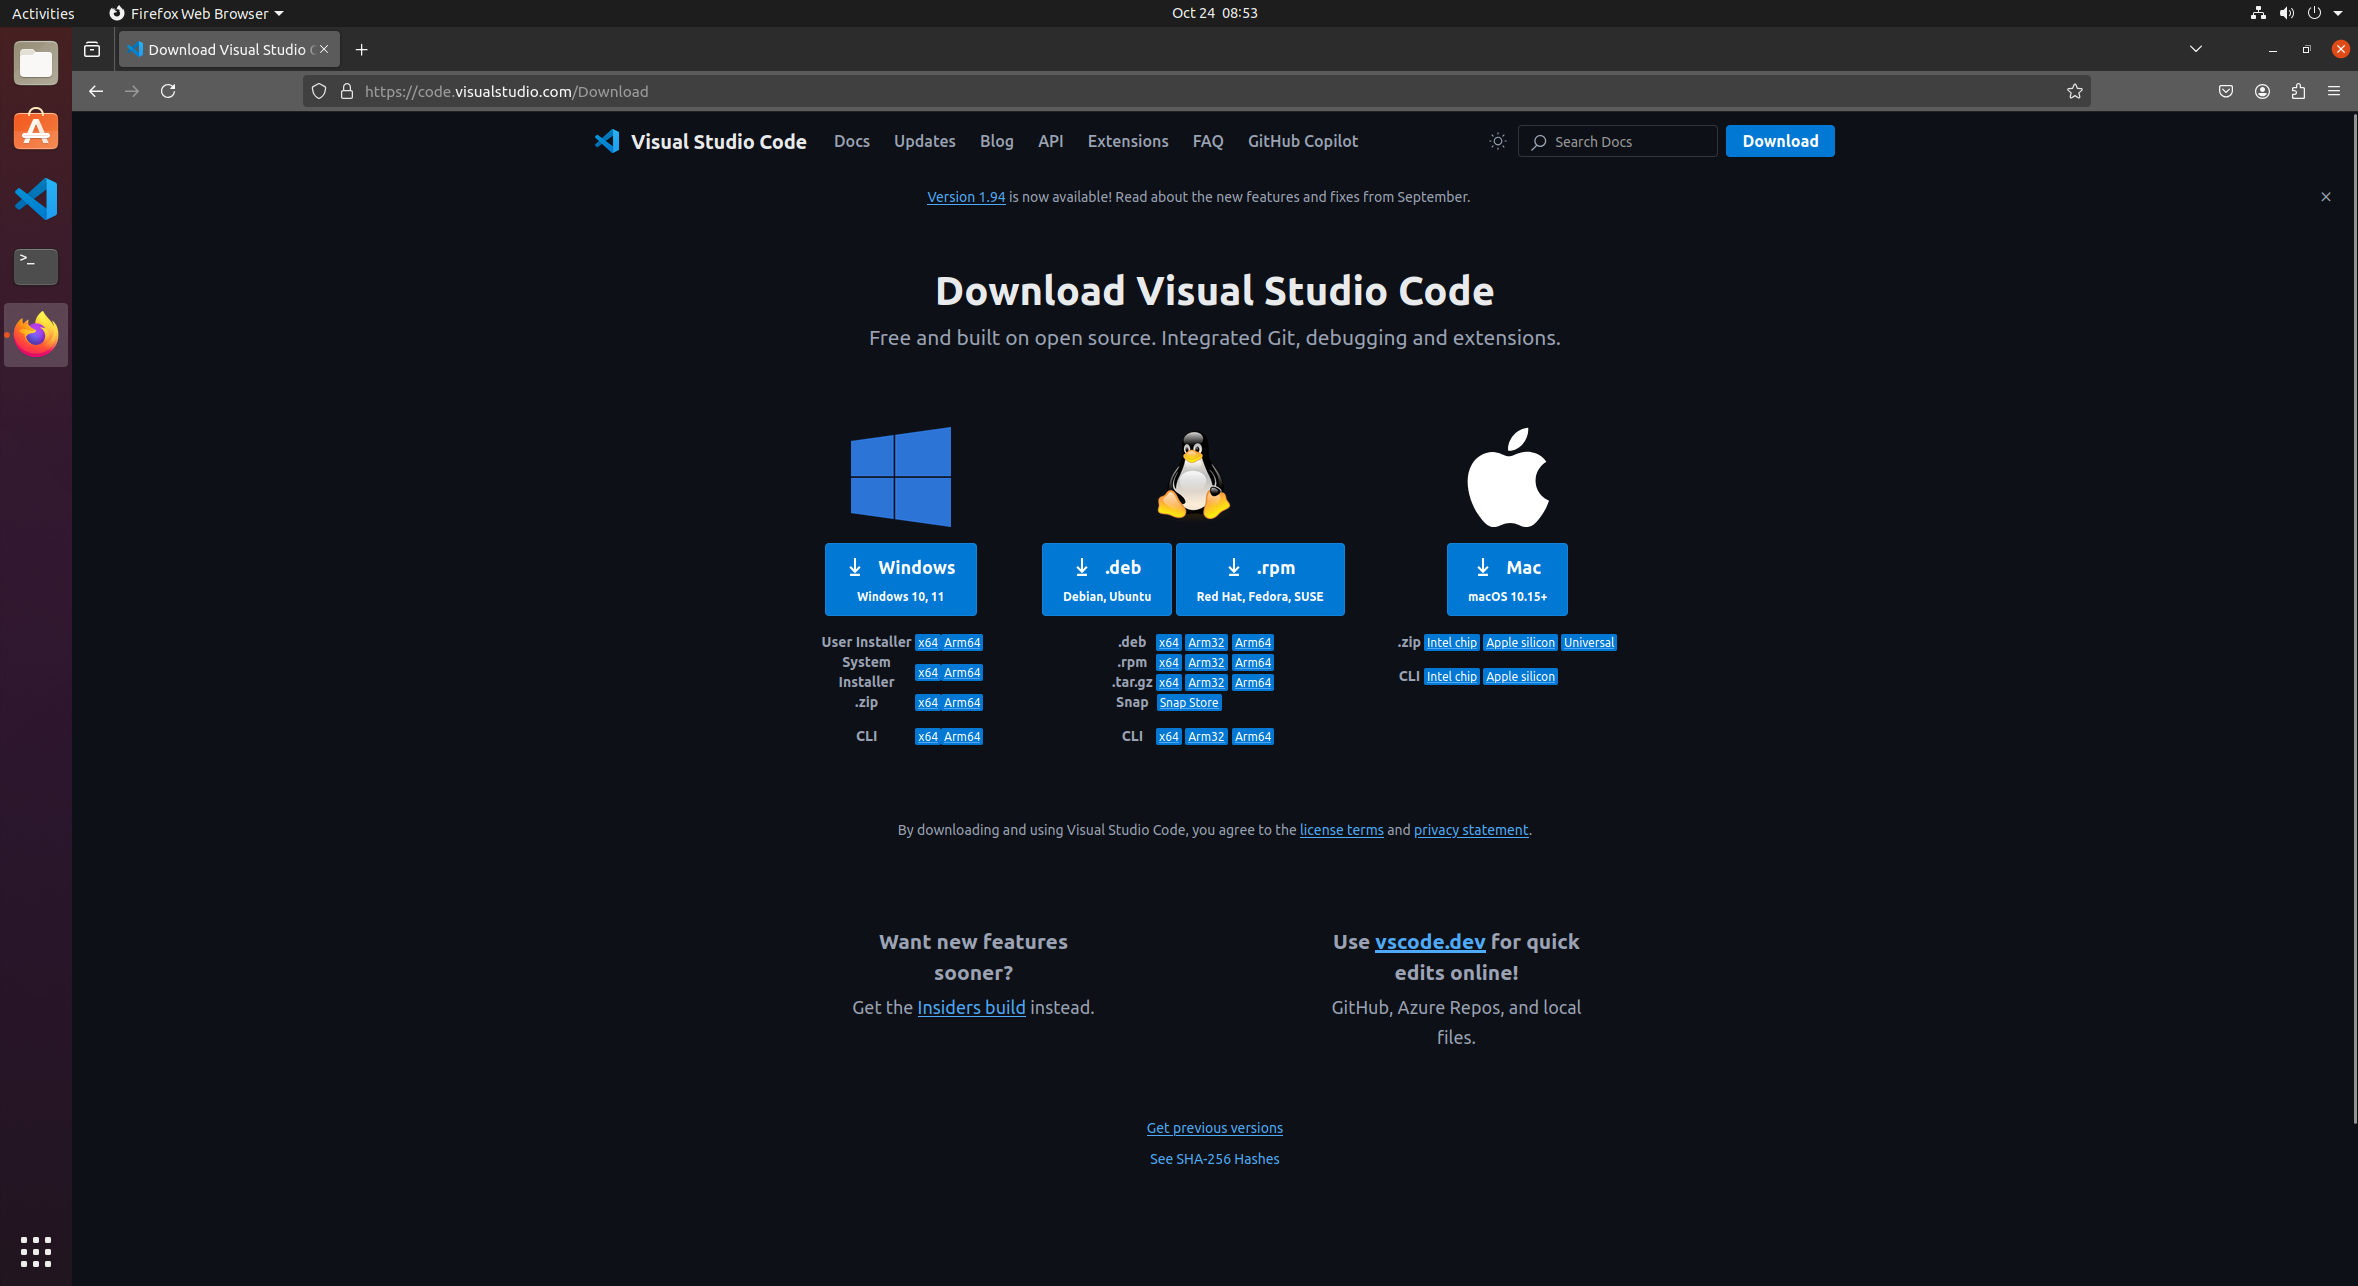 Activities
Firefox Web Browser
Oct 24 08:53
Download Visual Studio C
https://code.visualstudio.com/Download
Visual Studio Code
Docs
Updates
Blog
API
Extensions
FAQ
GitHub Copilot
Search Docs
Download
Version 1.94 is now available! Read about the new features and fixes from September.
Download Visual Studio Code
Free and built on open source. Integrated Git, debugging and extensions.
Windows
Windows 10, 11
User Installer x64 Arm64
System
Installer x64 Arm64
.zip x64 Arm64
CLI x64 Arm64
.deb
Debian, Ubuntu
.rpm
Red Hat, Fedora, SUSE
.deb x64 Arm32 Arm64
.rpm x64 Arm32 Arm64
.tar.gz x64 Arm32 Arm64
Snap Snap Store
CLI x64 Arm32 Arm64
Mac
macOS 10.15+
.zip Intel chip Apple silicon Universal
CLI Intel chip Apple silicon
By downloading and using Visual Studio Code, you agree to the license terms and privacy statement.
Want new features
sooner?
Get the Insiders build instead.
Use vscode.dev for quick
edits online!
GitHub, Azure Repos, and local
files.
Get previous versions
See SHA-256 Hashes